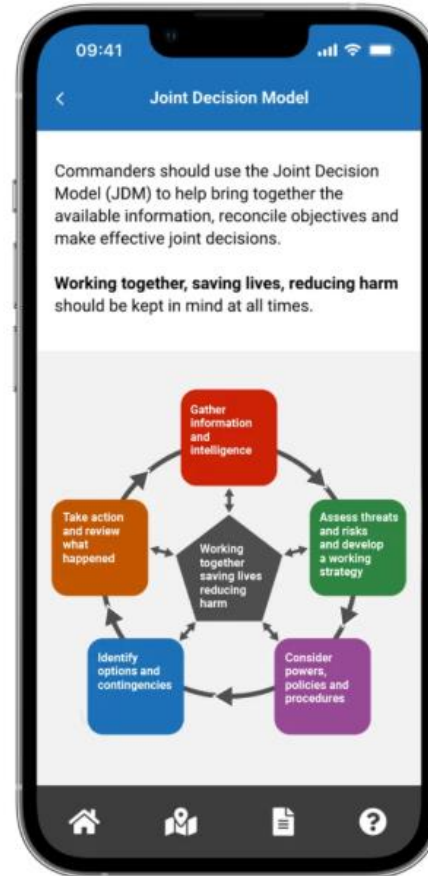 09:41
Joint Decision Model
Commanders should use the Joint Decision
Model (JDM) to help bring together the
available information, reconcile objectives and
make effective joint decisions.
Working together, saving lives, reducing harm
should be kept in mind at all times.
Gather
information
and
intelligence
Assess threats
and risks
and develop
a working
strategy
Consider
powers,
policies and
procedures
Identify
options and
contingencies
Take action
and review
what
happened
Working
together
saving lives
reducing
harm